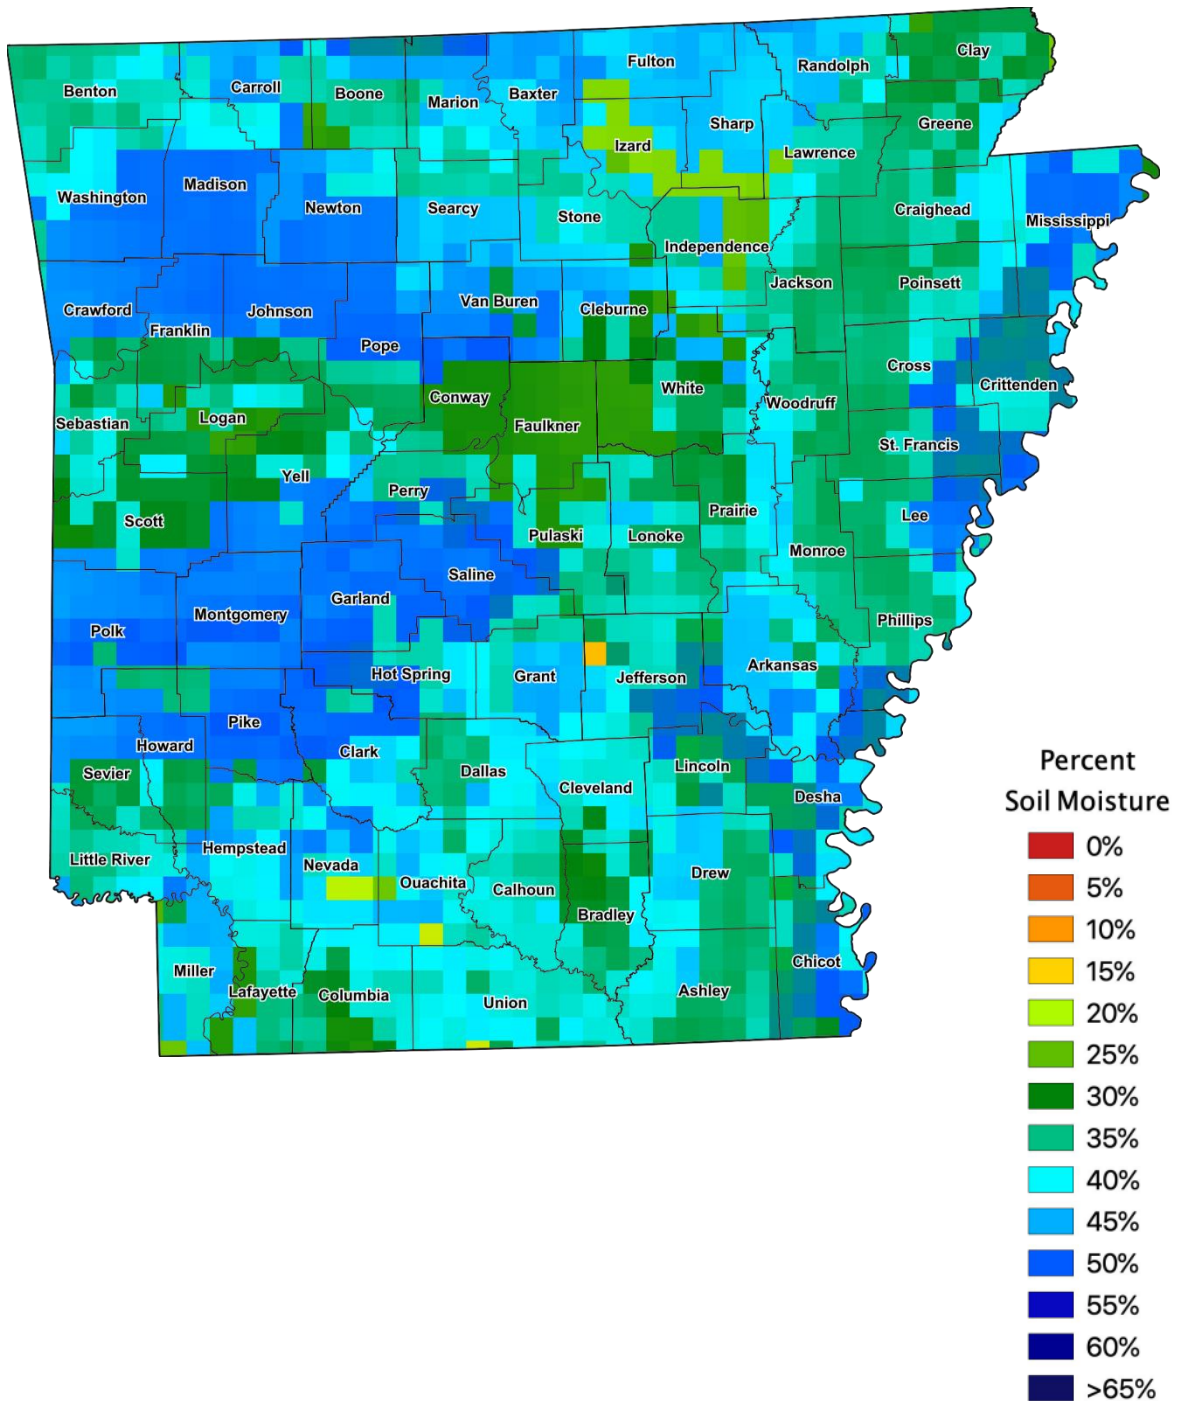 Clay
Fulton
Randolph
Benton
Carroll
Boone
Marion
Baxter
Sharp
Greene
Izard
Lawrence
Washington
Madison
Newton
Searcy
Stone
Craighead
Mississippi
Independence
Jackson
Poinsett
Crawford
Johnson
Van Buren
Cleburne
Franklin
Pope
Cross
Crittenden
White
Conway
Woodruff
Sebastian
Logan
Faulkner
St. Francis
Yell
Perry
Prairie
Lee
Scott
Pulaski
Lonoke
Monroe
Saline
Garland
Montgomery
Polk
Phillips
Hot Spring
Grant
Jefferson
Arkansas
Pike
Howard
Clark
Sevier
Dallas
Lincoln
Cleveland
Desha
Hempstead
Little River
Nevada
Ouachita
Calhoun
Drew
Bradley
Miller
Chicot
Lafayette
Columbia
Union
Ashley
Percent
Soil Moisture
0%
5%
10%
15%
20%
25%
30%
35%
40%
45%
50%
55%
60%
>65%